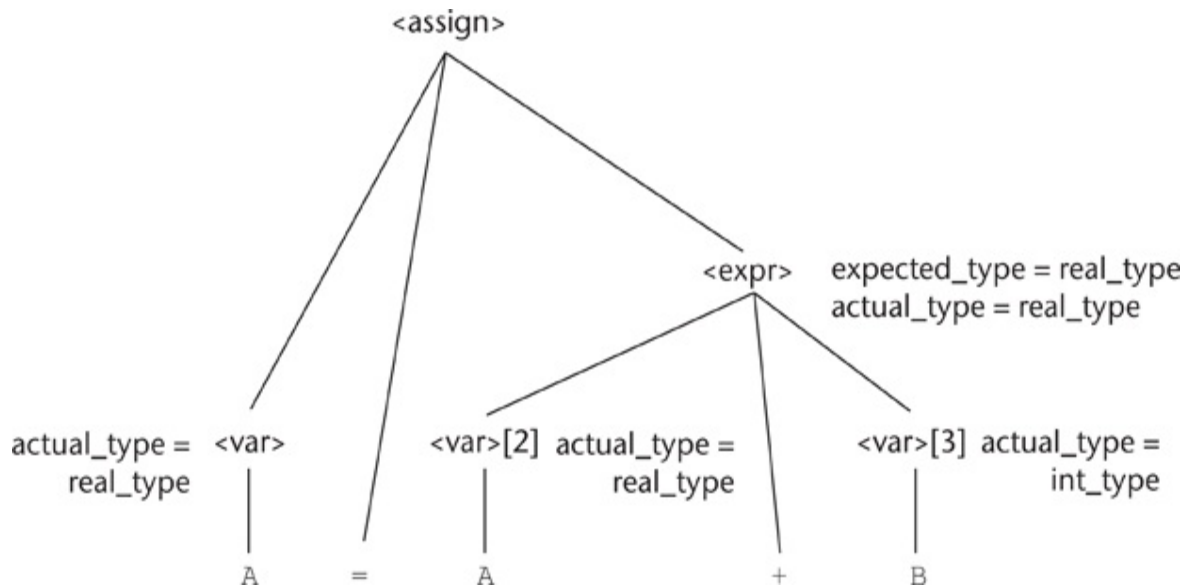 <assign>
<expr> expected_type = real_type
actual_type = real_type
actual_type = <var> <var>[2] actual_type = <var>[3] actual_type =
real_type real_type int_type
A = A + B